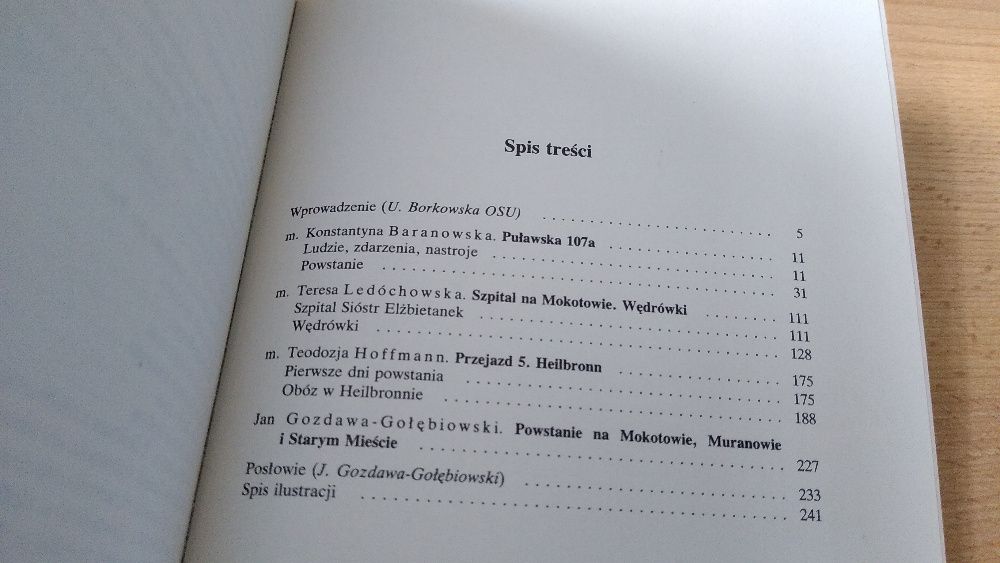 Spis treści
Wprowadzenie (U. Borkowska OSU) . . . . . . . . . . . . . . . . . . . . 5
m. Konstantyna Baranowska. Puławska 107a . . . . . . . . . . . . . . 11
Ludzie, zdarzenia, nastroje . . . . . . . . . . . . . . . . . . . . . . . 11
Powstanie . . . . . . . . . . . . . . . . . . . . . . . . . . . . . . . . . 31
m. Teresa Ledóchowska. Szpital na Mokotowie. Wędrówki . . . . . . 111
Szpital Sióstr Elżbietanek . . . . . . . . . . . . . . . . . . . . . . . 111
Wędrówki . . . . . . . . . . . . . . . . . . . . . . . . . . . . . . . . . 128
m. Teodozja Hoffmann. Przejazd 5. Heilbronn . . . . . . . . . . . . . 175
Pierwsze dni powstania . . . . . . . . . . . . . . . . . . . . . . . . . 175
Obóz w Heilbronnie . . . . . . . . . . . . . . . . . . . . . . . . . . . 188
Jan Gozdawa-Gołębiowski. Powstanie na Mokotowie, Muranowie
i Starym Mieście . . . . . . . . . . . . . . . . . . . . . . . . . . . . . 227
Posłowie (J. Gozdawa-Gołębiowski) . . . . . . . . . . . . . . . . . . . 233
Spis ilustracji . . . . . . . . . . . . . . . . . . . . . . . . . . . . . . . 241